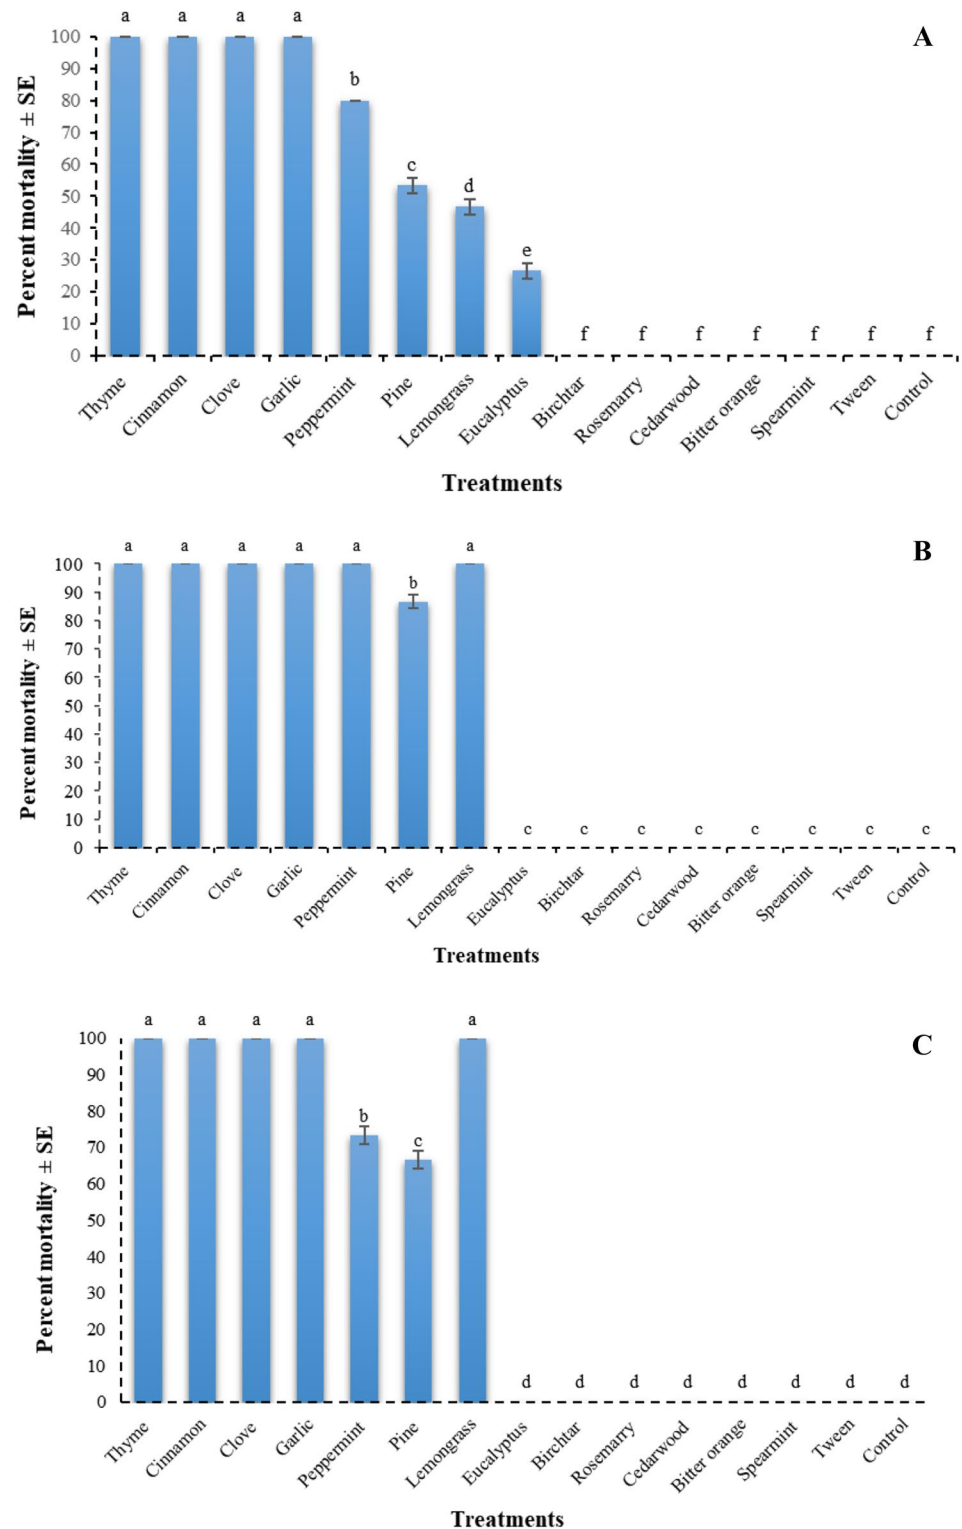 a a a a
A
100
90
b
80
70
c
60
d
50
40
e
30
20
10
f f f f f f f
0
Percent mortality ± SE
Thyme
Cinnamon
Clove
Garlic
Peppermint
Pine
Lemongrass
Eucalyptus
Birchtar
Rosemarry
Cedarwood
Bitter orange
Spearmint
Tween
Control
Treatments
a a a a a a
B
100
b
90
80
70
60
50
40
30
20
10
c c c c c c c c
0
Percent mortality ± SE
Thyme
Cinnamon
Clove
Garlic
Peppermint
Pine
Lemongrass
Eucalyptus
Birchtar
Rosemarry
Cedarwood
Bitter orange
Spearmint
Tween
Control
Treatments
a a a a a
C
100
90
80
b
70
c
60
50
40
30
20
10
d d d d d d d d
0
Percent mortality ± SE
Thyme
Cinnamon
Clove
Garlic
Peppermint
Pine
Lemongrass
Eucalyptus
Birchtar
Rosemarry
Cedarwood
Bitter orange
Spearmint
Tween
Control
Treatments